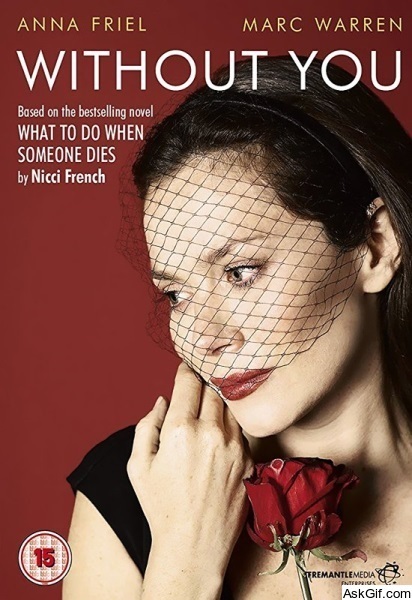 ANNA FRIEL MARC WARREN
WITHOUT YOU
Based on the bestselling novel
WHAT TO DO WHEN
SOMEONE DIES
by Nicci French
15
FREMANTLEMEDIA
ENTERPRISES
AskGif.com